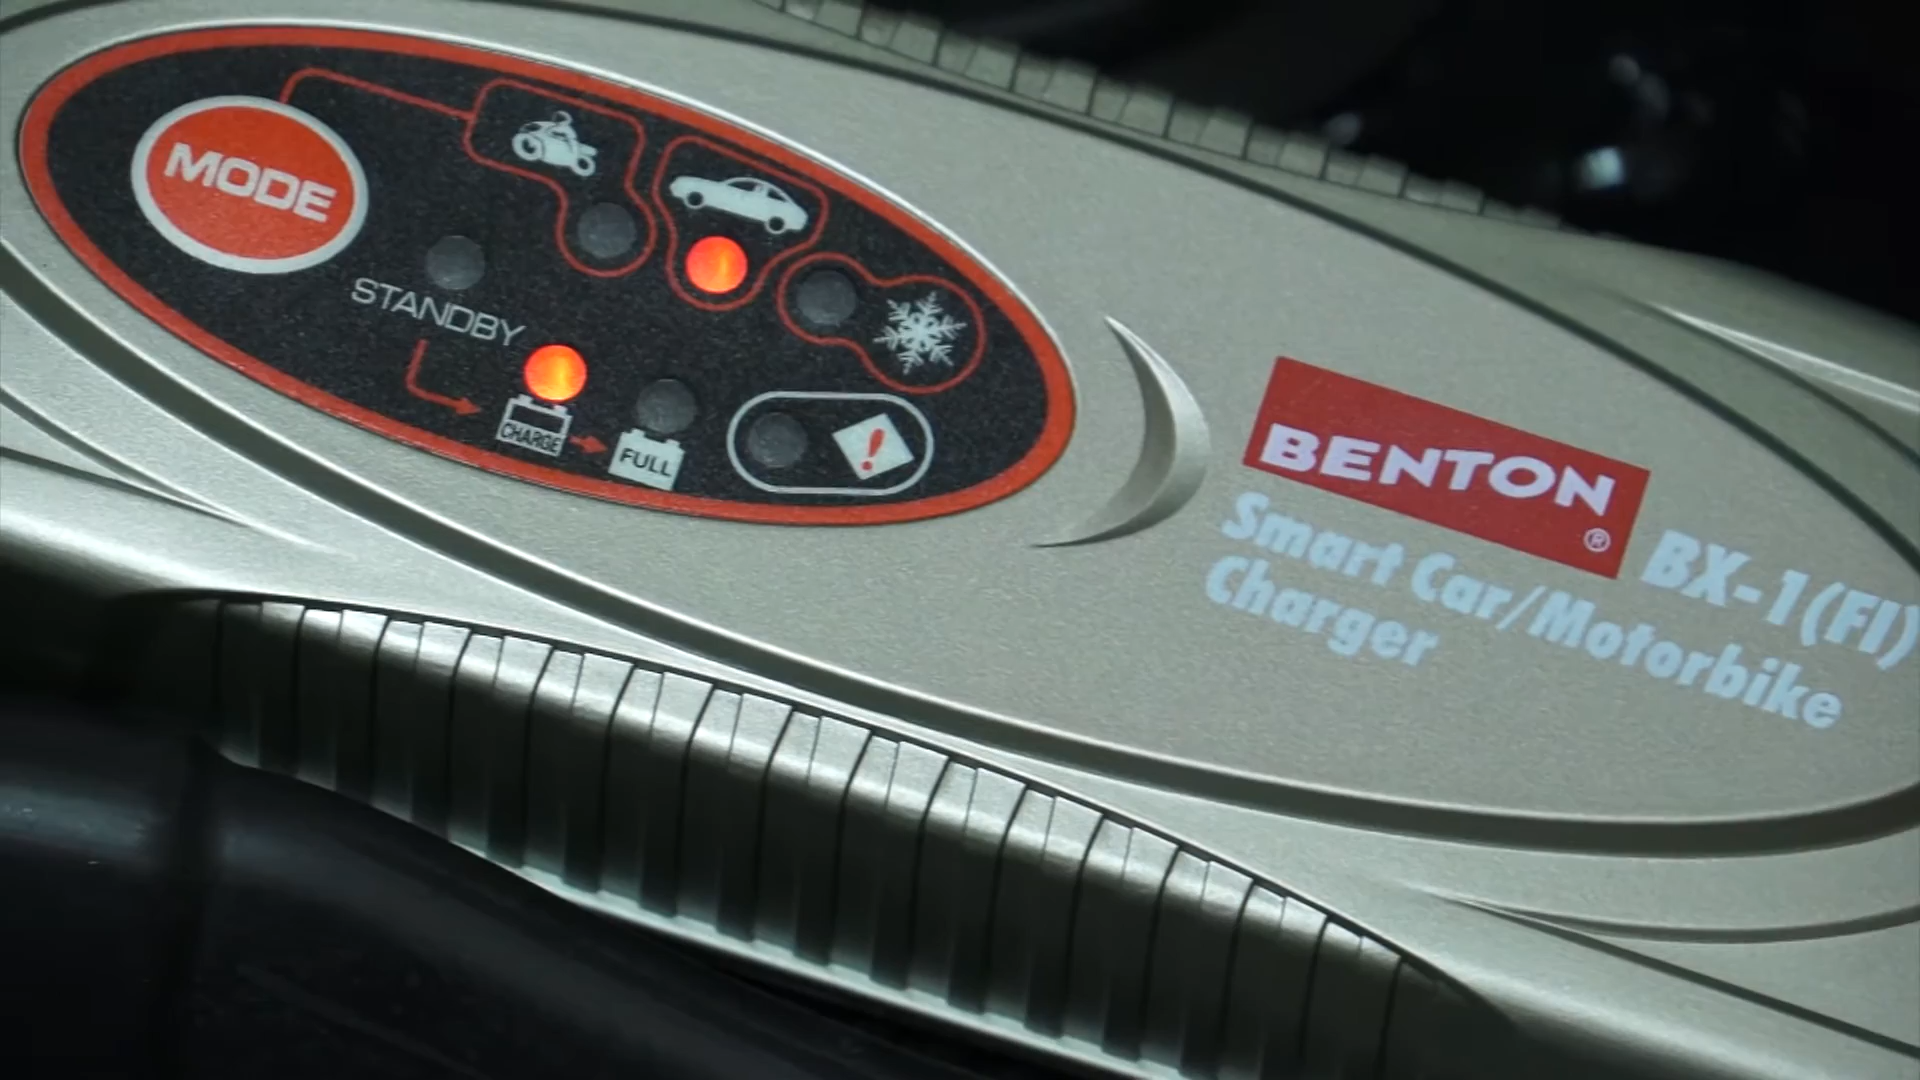 MODE
STANDBY
CHARGE
FULL
!
BENTON
®
BX-1(FI)
Smart Car/Motorbike
Charger